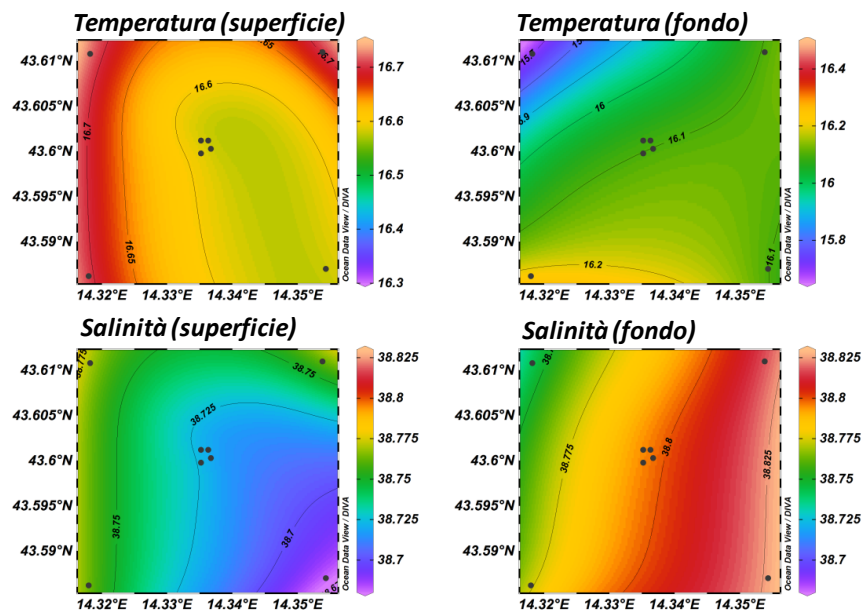 Temperatura (superficie)
43.61°N
43.605°N
43.6°N
43.595°N
43.59°N
14.32°E 14.33°E 14.34°E 14.35°E
16.65
16.7
16.6
16.7
16.65
Ocean Data View / DIVA
16.7
16.6
16.5
16.4
16.3
Temperatura (fondo)
43.61°N
43.605°N
43.6°N
43.595°N
43.59°N
14.32°E 14.33°E 14.34°E 14.35°E
16
16.1
16.2
16.1
Ocean Data View / DIVA
16.4
16.2
16
15.8
Salinità (superficie)
43.61°N
43.605°N
43.6°N
43.595°N
43.59°N
14.32°E 14.33°E 14.34°E 14.35°E
38.775
38.75
38.725
38.75
38.7
Ocean Data View / DIVA
38.825
38.8
38.775
38.75
38.725
38.7
Salinità (fondo)
43.61°N
43.605°N
43.6°N
43.595°N
43.59°N
14.32°E 14.33°E 14.34°E 14.35°E
38.775
38.8
38.825
Ocean Data View / DIVA
38.825
38.8
38.775
38.75
38.725
38.7